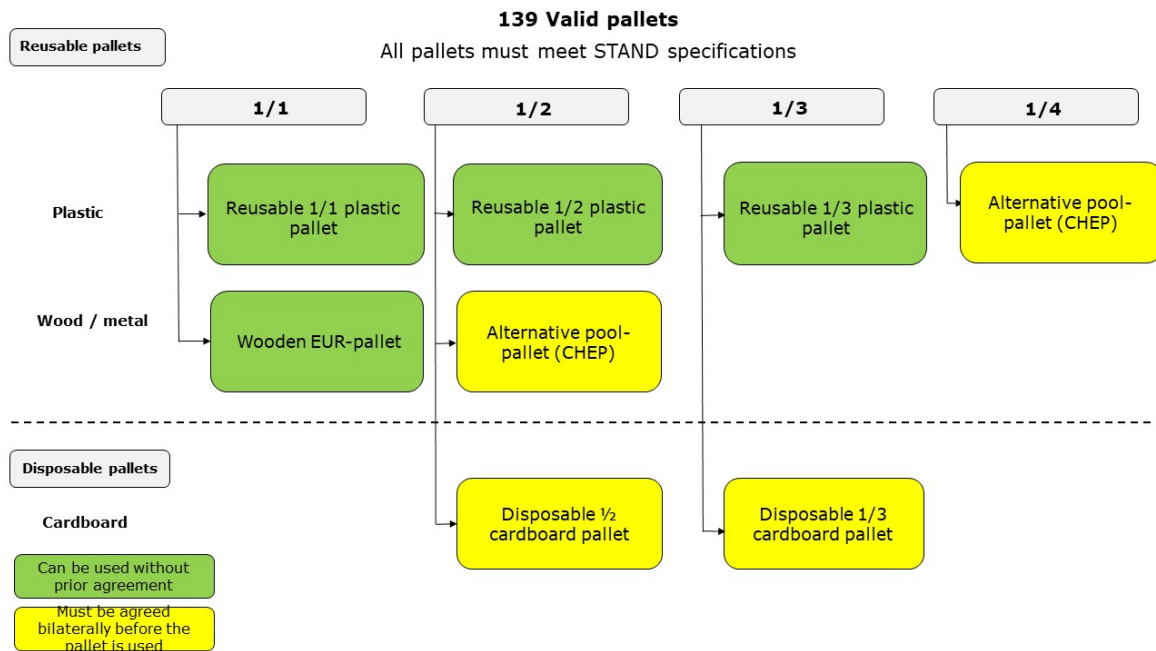 139 Valid pallets
Reusable pallets
All pallets must meet STAND specifications
1/1
1/2
1/3
1/4
Plastic
Reusable 1/1 plastic
pallet
Reusable 1/2 plastic
pallet
Reusable 1/3 plastic
pallet
Alternative pool-
pallet (CHEP)
Wood / metal
Wooden EUR-pallet
Alternative pool-
pallet (CHEP)
Disposable pallets
Cardboard
Disposable ½
cardboard pallet
Disposable 1/3
cardboard pallet
Can be used without
prior agreement
Must be agreed
bilaterally before the
pallet is used